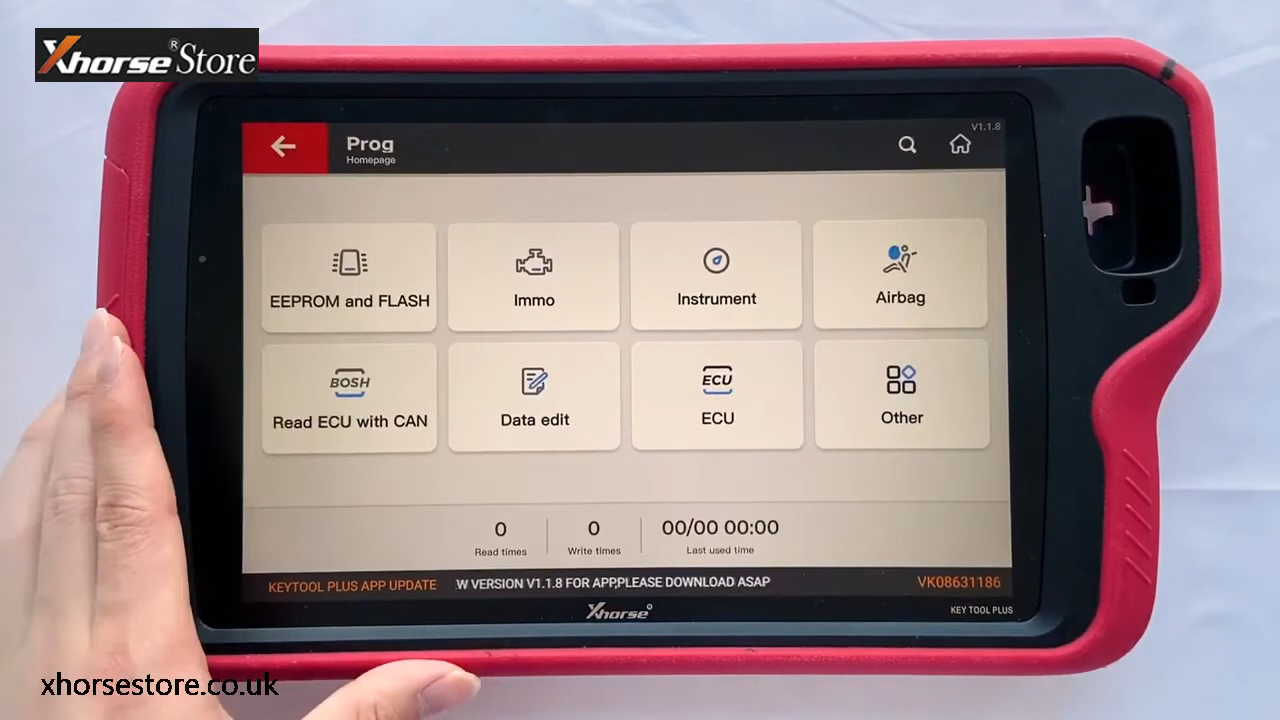 Xhorse® Store
V1.1.8
Prog
Homepage
EEPROM and FLASH
Immo
Instrument
Airbag
BOSH
Read ECU with CAN
Data edit
ECU
ECU
Other
0
Read times
0
Write times
00/00 00:00
Last used time
KEYTOOL PLUS APP UPDATE
W VERSION V1.1.8 FOR APP,PLEASE DOWNLOAD ASAP
VK08631186
Xhorse®
KEY TOOL PLUS
xhorsestore.co.uk